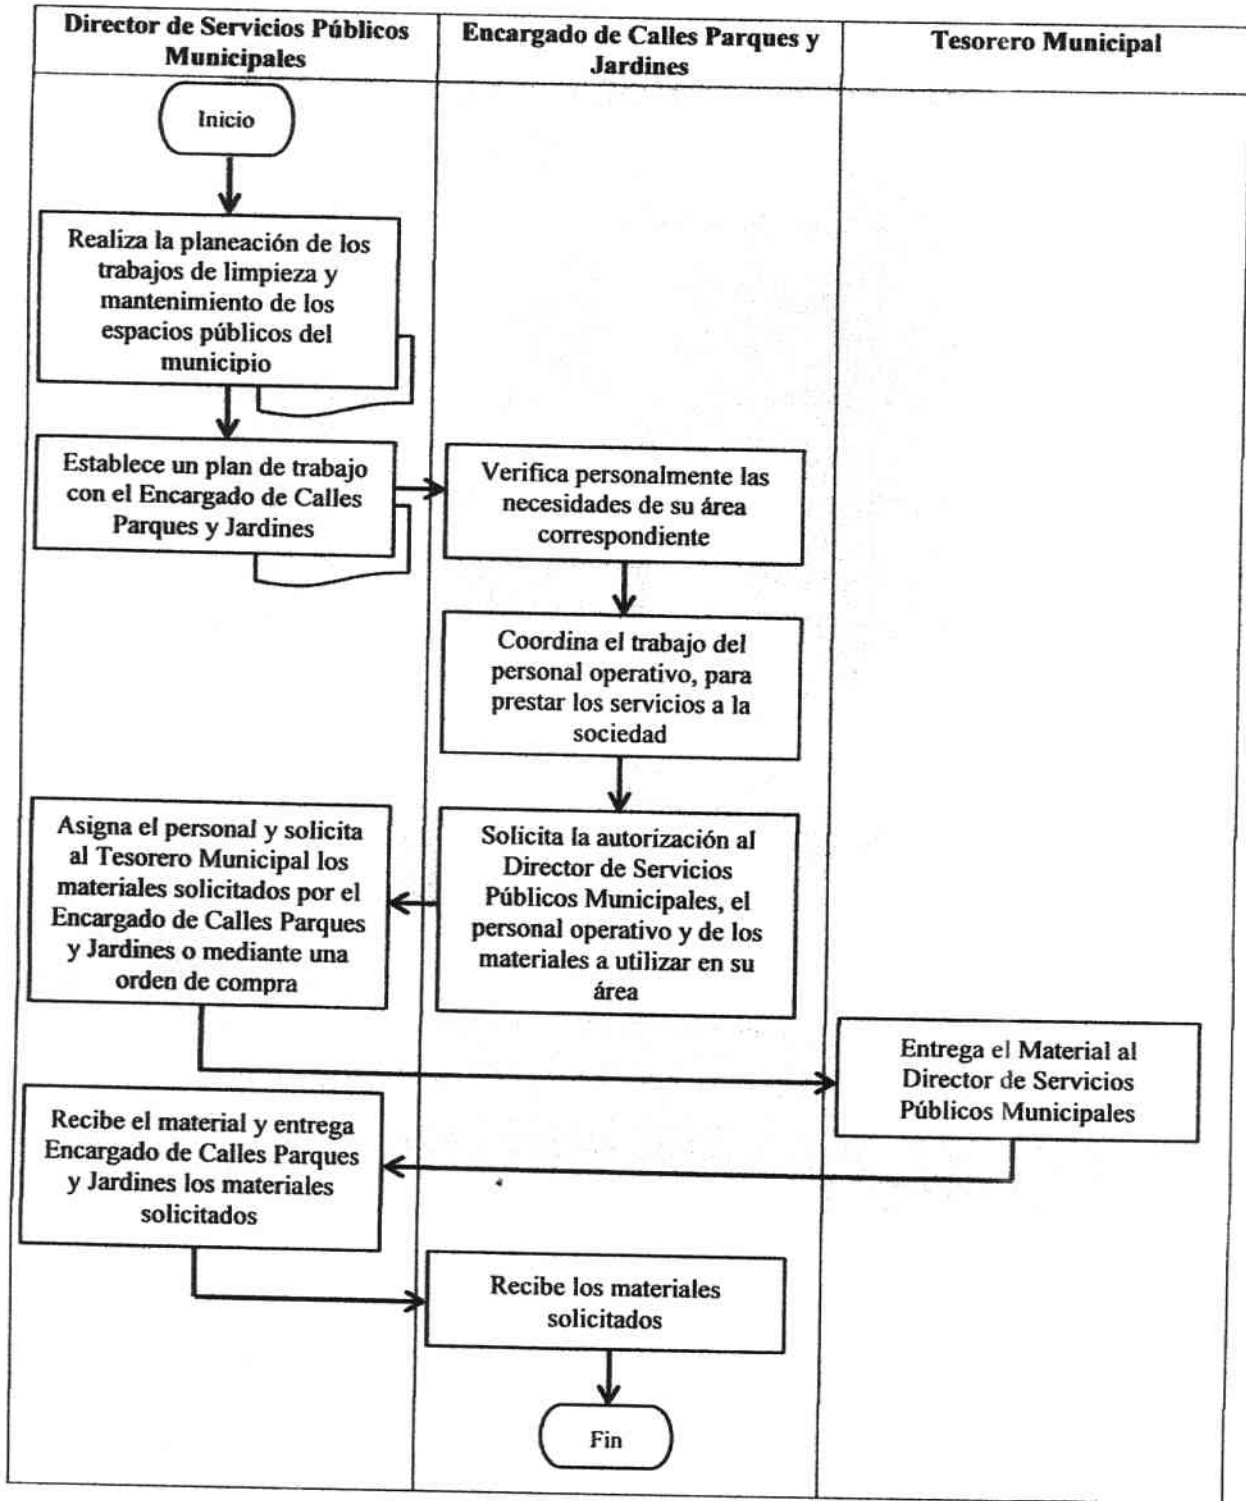 Director de Servicios Públicos
Municipales
Encargado de Calles Parques y
Jardines
Tesorero Municipal
Inicio
Realiza la planeación de los
trabajos de limpieza y
mantenimiento de los
espacios públicos del
municipio
Establece un plan de trabajo
con el Encargado de Calles
Parques y Jardines
Verifica personalmente las
necesidades de su área
correspondiente
Coordina el trabajo del
personal operativo, para
prestar los servicios a la
sociedad
Solicita la autorización al
Director de Servicios
Públicos Municipales, el
personal operativo y de los
materiales a utilizar en su
área
Asigna el personal y solicita
al Tesorero Municipal los
materiales solicitados por el
Encargado de Calles Parques
y Jardines o mediante una
orden de compra
Entrega el Material al
Director de Servicios
Públicos Municipales
Recibe el material y entrega
Encargado de Calles Parques
y Jardines los materiales
solicitados
Recibe los materiales
solicitados
Fin